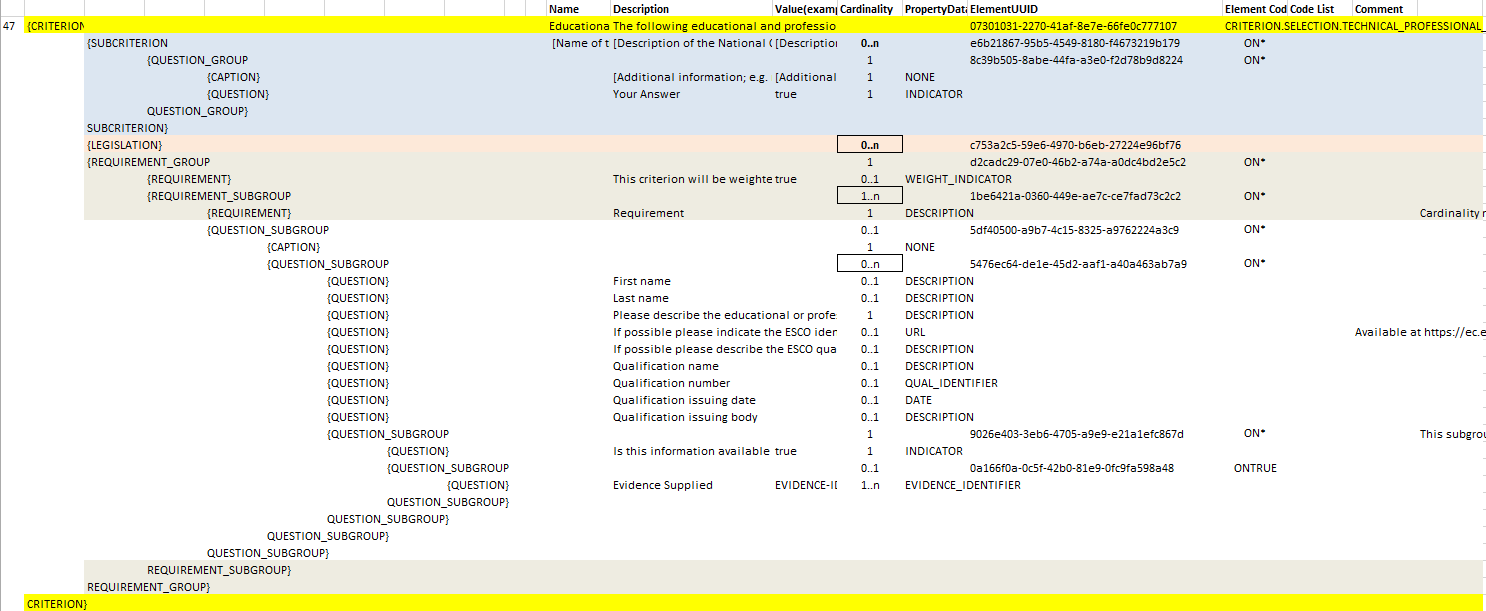 Name Description Value(examp Cardinality PropertyData ElementUUID Element Cod Code List Comment
47 {CRITERION Educationa The following educational and professio 07301031-2270-41af-8e7e-66fe0c777107 CRITERION.SELECTION.TECHNICAL_PROFESSIONAL_
{SUBCRITERION [Name of t [Description of the National ( [Description 0..n e6b21867-95b5-4549-8180-f4673219b179 ON*
{QUESTION_GROUP 1 8c39b505-8abe-44fa-a3e0-f2d78b9d8224 ON*
{CAPTION} [Additional information; e.g. [Additional 1 NONE
{QUESTION} Your Answer true 1 INDICATOR
QUESTION_GROUP}
SUBCRITERION}
{LEGISLATION} 0..n c753a2c5-59e6-4970-b6eb-27224e96bf76
{REQUIREMENT_GROUP 1 d2cadc29-07e0-46b2-a74a-a0dc4bd2e5c2 ON*
{REQUIREMENT} This criterion will be weighte true 0..1 WEIGHT_INDICATOR
{REQUIREMENT_SUBGROUP 1..n 1be6421a-0360-449e-ae7c-ce7fad73c2c2 ON*
{REQUIREMENT} Requirement 1 DESCRIPTION Cardinality r
{QUESTION_SUBGROUP 0..1 5df40500-a9b7-4c15-8325-a9762224a3c9 ON*
{CAPTION} 1 NONE
{QUESTION_SUBGROUP 0..n 5476ec64-de1e-45d2-aaf1-a40a463ab7a9 ON*
{QUESTION} First name 0..1 DESCRIPTION
{QUESTION} Last name 0..1 DESCRIPTION
{QUESTION} Please describe the educational or profe: 1 DESCRIPTION
{QUESTION} If possible please indicate the ESCO iden 0..1 URL Available at https://ec.e
{QUESTION} If possible please describe the ESCO qua 0..1 DESCRIPTION
{QUESTION} Qualification name 0..1 DESCRIPTION
{QUESTION} Qualification number 0..1 QUAL_IDENTIFIER
{QUESTION} Qualification issuing date 0..1 DATE
{QUESTION} Qualification issuing body 0..1 DESCRIPTION
{QUESTION_SUBGROUP 1 9026e403-3eb6-4705-a9e9-e21a1efc867d ON* This subgrou
{QUESTION} Is this information available true 1 INDICATOR
{QUESTION_SUBGROUP 0..1 0a166f0a-0c5f-42b0-81e9-0fc9fa598a48 ONTRUE
{QUESTION} Evidence Supplied EVIDENCE-ID 1..n EVIDENCE_IDENTIFIER
QUESTION_SUBGROUP}
QUESTION_SUBGROUP}
QUESTION_SUBGROUP}
QUESTION_SUBGROUP}
REQUIREMENT_SUBGROUP}
REQUIREMENT_GROUP}
CRITERION}